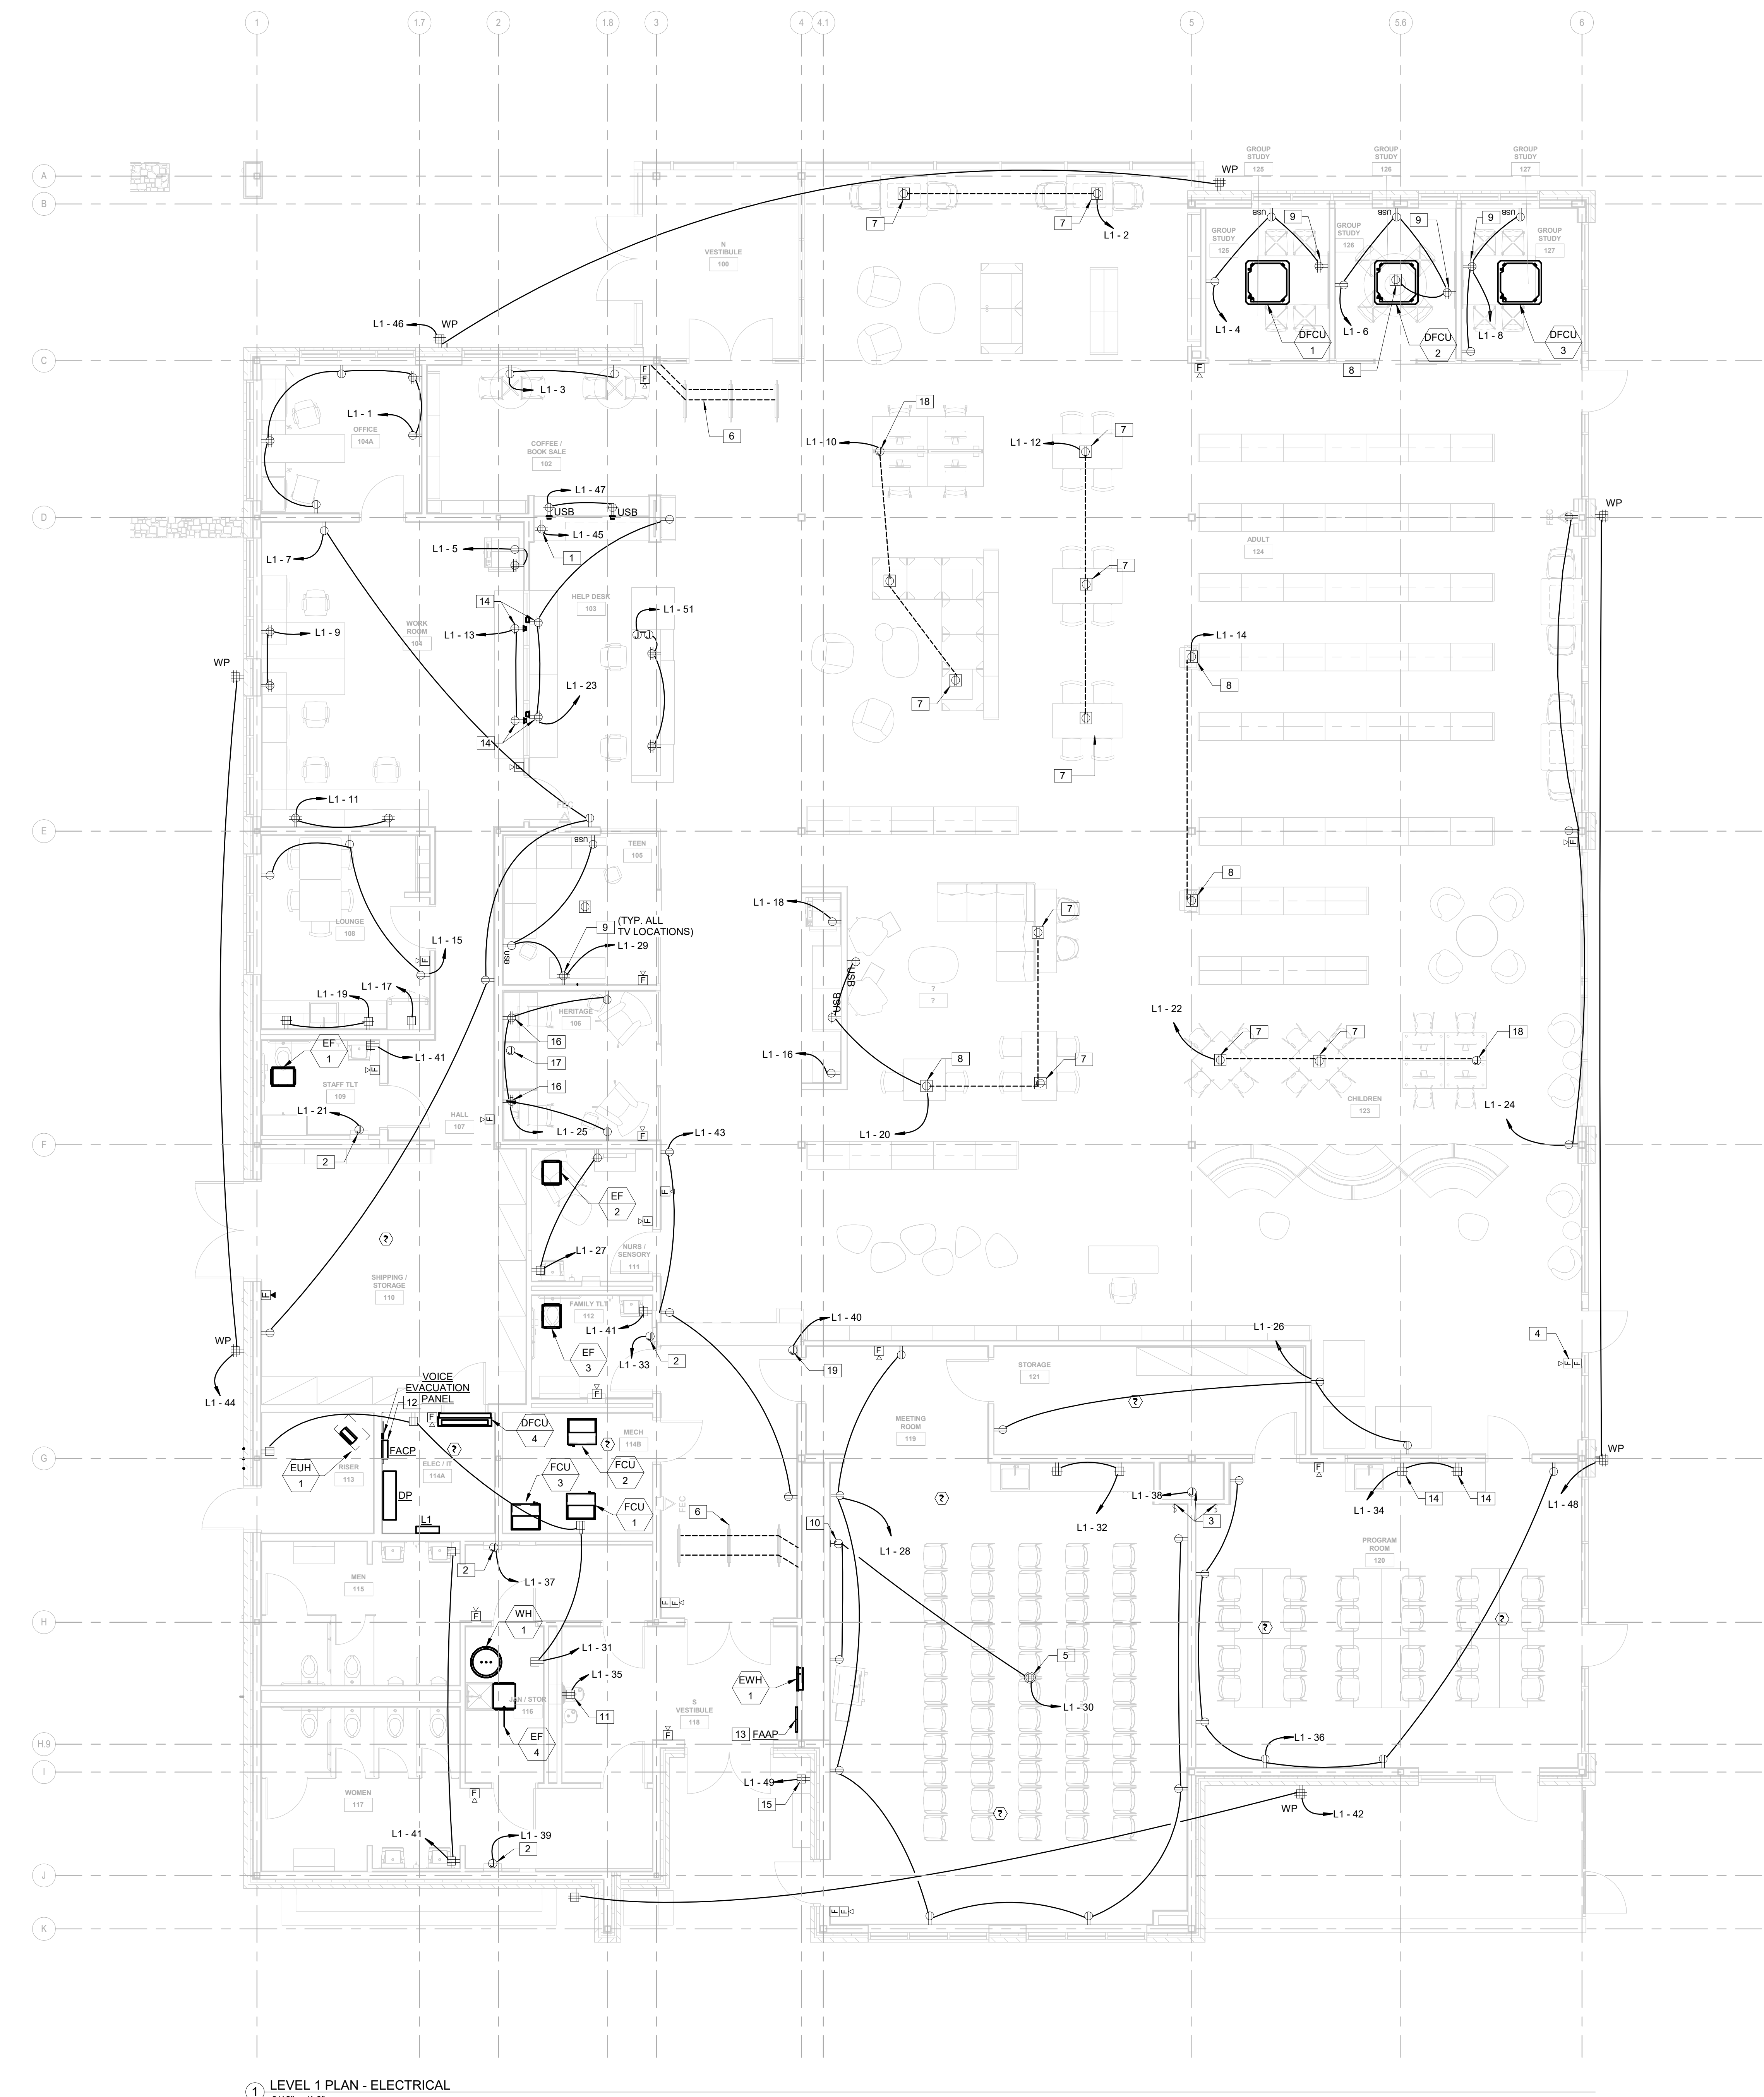 1
1.7
2
1.8
3
4
4.1
5
5.6
6
A
B
C
D
E
F
G
H
H.9
I
J
K
GROUP
STUDY
125
GROUP
STUDY
126
GROUP
STUDY
127
WP
7
7
L1 - 2
N
VESTIBULE
100
USB
USB
USB
9
9
9
GROUP
STUDY
125
GROUP
STUDY
126
GROUP
STUDY
127
L1 - 4
L1 - 6
L1 - 8
DFCU
1
DFCU
2
DFCU
3
8
F
L1 - 46
WP
L1 - 1
OFFICE
104A
L1 - 3
F
F
6
COFFEE /
BOOK SALE
102
L1 - 10
18
L1 - 12
7
L1 - 47
USB
USB
L1 - 45
1
L1 - 5
L1 - 7
FEC
WP
ADULT
124
7
HELP DESK
103
14
L1 - 13
L1 - 51
WORK
ROOM
104
L1 - 9
WP
L1 - 23
14
F
7
7
L1 - 14
8
L1 - 11
FEC
USB
TEEN
105
F
LOUNGE
108
L1 - 15
F
USB
9
(TYP. ALL
TV LOCATIONS)
L1 - 29
F
L1 - 18
USB
USB
7
?
?
8
L1 - 19
L1 - 17
HERITAGE
106
16
17
16
L1 - 25
F
L1 - 16
8
7
L1 - 20
L1 - 22
7
7
18
CHILDREN
123
L1 - 24
EF
1
L1 - 41
F
STAFF TLT
109
L1 - 21
2
HALL
107
F
L1 - 43
F
EF
2
F
L1 - 27
NURS /
SENSORY
111
?
SHIPPING /
STORAGE
110
F
FAMILY TLT
112
L1 - 41
EF
3
L1 - 33
2
F
L1 - 40
19
F
L1 - 26
STORAGE
121
?
4
F
F
WP
L1 - 44
VOICE
EVACUATION
PANEL
12
F
DFCU
4
FACP
?
EUH
1
RISER
113
ELEC / IT
114A
DP
L1
FCU
3
?
MECH
114B
FCU
2
FCU
1
FEC
6
MEETING
ROOM
119
?
L1 - 32
L1 - 38
3
F
L1 - 34
14
14
L1 - 48
WP
10
L1 - 28
PROGRAM
ROOM
120
?
?
MEN
115
2
L1 - 37
F
F
F
WH
1
L1 - 31
L1 - 35
11
JAN / STOR
116
EF
4
EWH
1
S
VESTIBULE
118
13
FAAP
F
5
L1 - 30
L1 - 36
L1 - 49
15
?
WP
L1 - 42
WOMEN
117
F
L1 - 41
L1 - 39
2
F
F
1
LEVEL 1 PLAN - ELECTRICAL